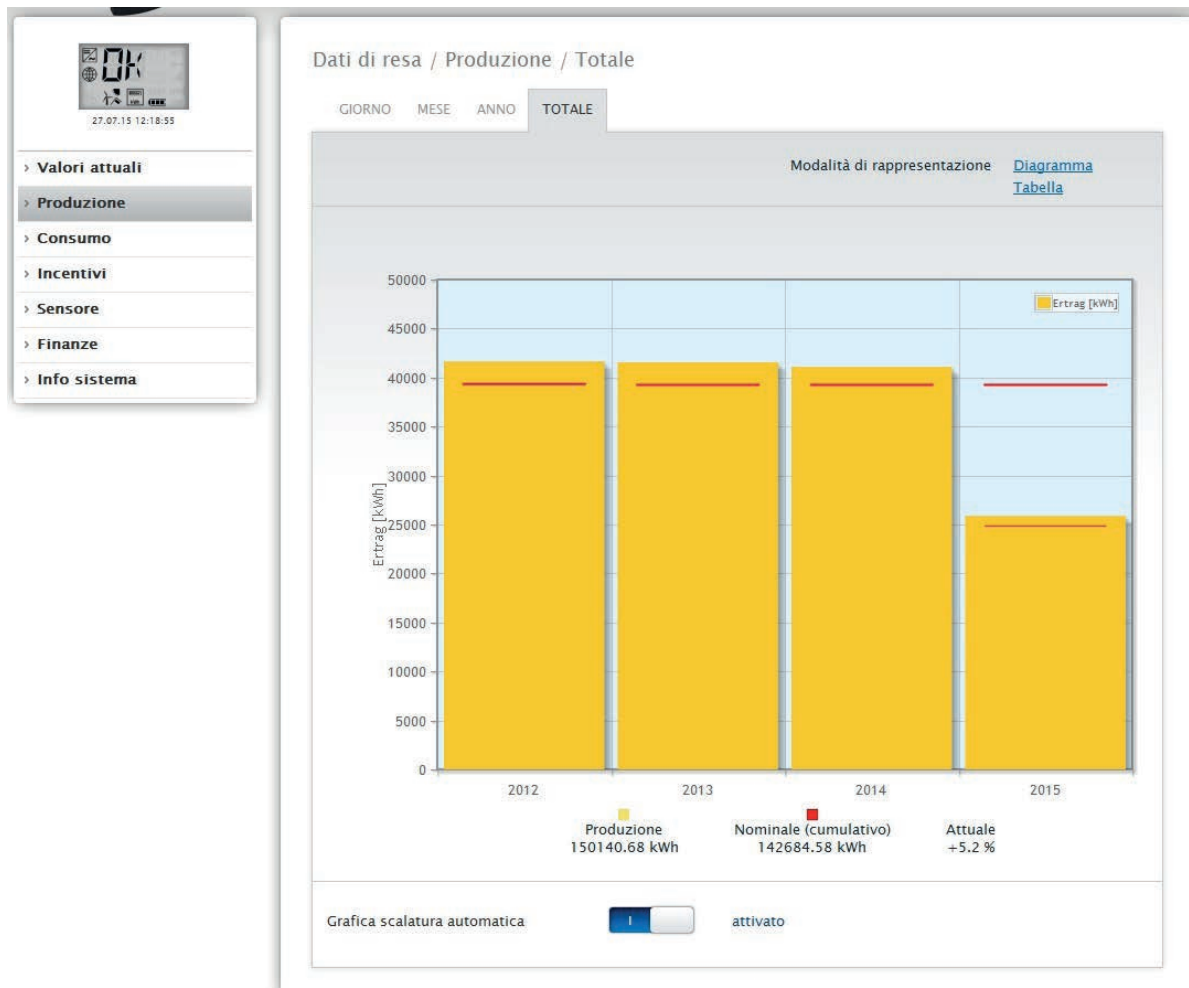 OK
27.07.15 12:18:55
Valori attuali
Produzione
Consumo
Incentivi
Sensore
Finanze
Info sistema
Dati di resa / Produzione / Totale
GIORNO MESE ANNO TOTALE
Modalità di rappresentazione Diagramma
Tabella
Ertrag [kWh]
50000
45000
40000
35000
30000
25000
20000
15000
10000
5000
0
Ertrag [kWh]
2012 2013 2014 2015
Produzione Nominale (cumulativo) Attuale
150140.68 kWh 142684.58 kWh +5.2 %
Grafica scalatura automatica I attivato